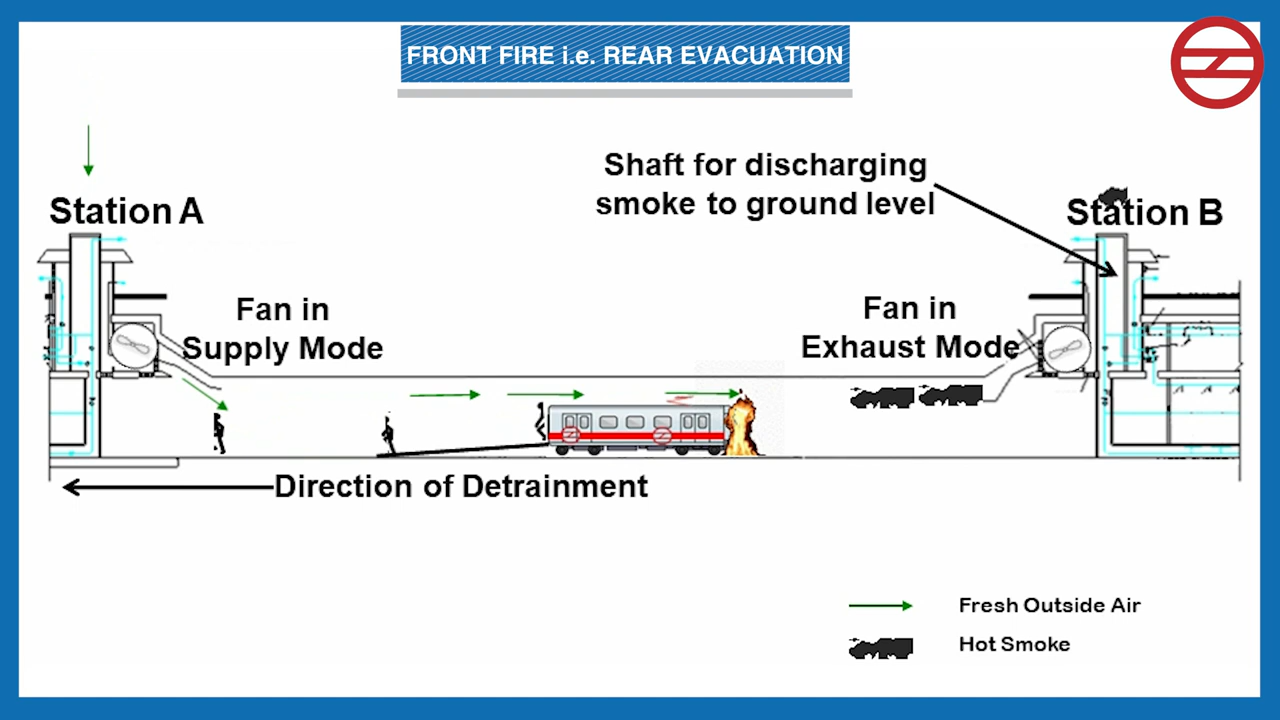 FRONT FIRE i.e. REAR EVACUATION
Shaft for discharging
smoke to ground level
Station A
Station B
Fan in
Supply Mode
Fan in
Exhaust Mode
Direction of Detrainment
Fresh Outside Air
Hot Smoke